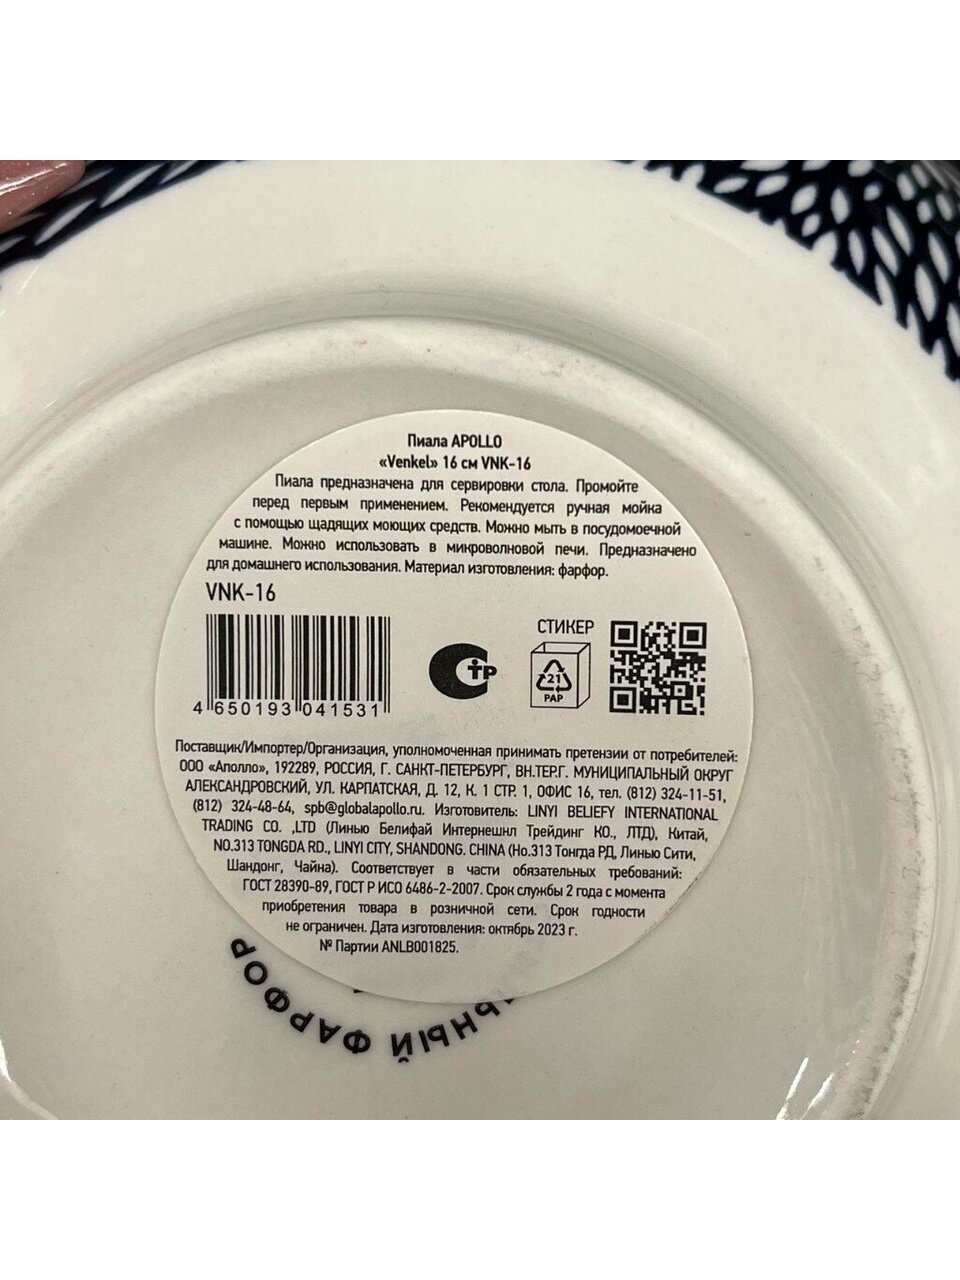 Пиала APOLLO
«Venkel» 16 см VNK-16
Пиала предназначена для сервировки стола. Промойте
перед первым применением. Рекомендуется ручная мойка
с помощью щадящих моющих средств. Можно мыть в посудомоечной
машине. Можно использовать в микроволновой печи. Предназначено
для домашнего использования. Материал изготовления: фарфор.
VNK-16
СТИКЕР
СТР
21
PAP
4 650193 041531
Поставщик/Импортер/Организация, уполномоченная принимать претензии от потребителей:
ООО «Аполло», 192289, РОССИЯ, Г. САНКТ-ПЕТЕРБУРГ, ВН.ТЕР.Г. МУНИЦИПАЛЬНЫЙ ОКРУГ
АЛЕКСАНДРОВСКИЙ, УЛ. КАРПАТСКАЯ, Д. 12, К. 1 СТР. 1, ОФИС 16, тел. (812) 324-11-51,
(812) 324-48-64, spb@globalapollo.ru. Изготовитель: LINYI BELIEFY INTERNATIONAL
TRADING CO. ,LTD (Линью Белифай Интернешнл Трейдинг КО., ЛТД), Китай,
NO.313 TONGDA RD., LINYI CITY, SHANDONG. CHINA (Но.313 Тонгда РД, Линью Сити,
Шандонг, Чайна). Соответствует в части обязательных требований:
ГОСТ 28390-89, ГОСТ Р ИСО 6486-2-2007. Срок службы 2 года с момента
приобретения товара в розничной сети. Срок годности
не ограничен. Дата изготовления: октябрь 2023 г.
№ Партии ANLB001825.
ЛЬНЫЙ ФАРФОР